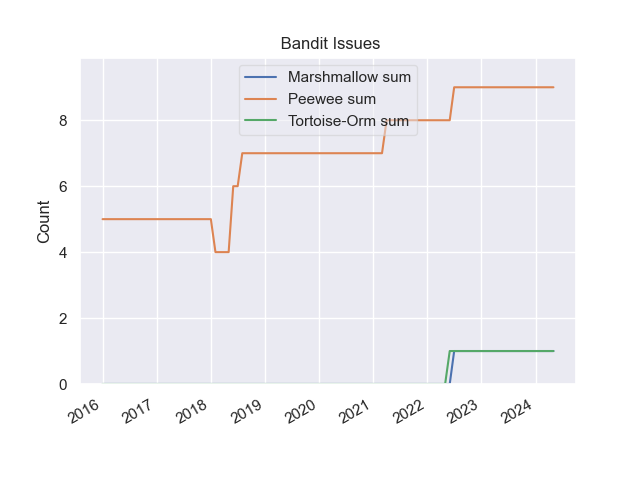 Bandit Issues
Marshmallow sum
Peewee sum
Tortoise-Orm sum
Count
8
6
4
2
0
2016
2017
2018
2019
2020
2021
2022
2023
2024